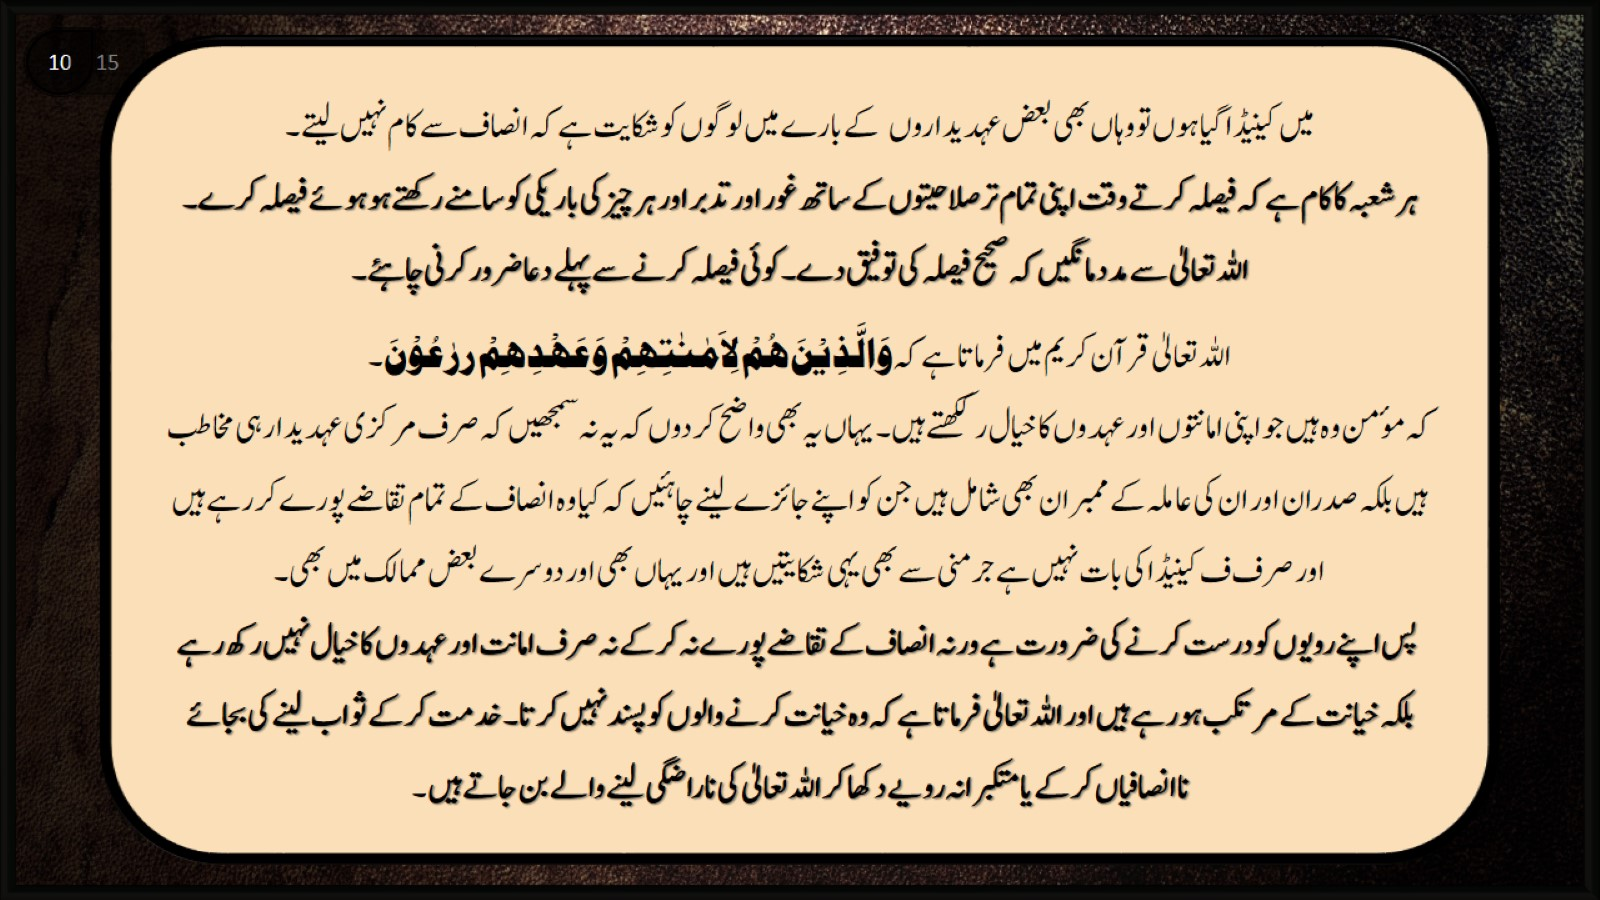 10 15
میں کینیڈا گیا ہوں تو وہاں بھی بعض عہدیداروں کے بارے میں لوگوں کو شکایت ہے کہ انصاف سے کام نہیں لیتے۔
ہر شعبہ کا کام ہے کہ فیصلہ کرتے وقت اپنی تمام تر صلاحیتوں کے ساتھ غور اور تدبر اور ہر چیز کی باریکی کو سامنے رکھتے ہو ہوئے فیصلہ کرے۔
اللہ تعالیٰ سے مدد مانگیں کہ صحیح فیصلہ کی توفیق دے۔ کوئی فیصلہ کرنے سے پہلے دعا ضرور کرنی چاہئے۔
اللہ تعالیٰ قرآن کریم میں فرماتا ہے کہ وَالَّذِیْنَ هُمْ لِاَمٰنٰتِهِمْ وَعَهْدِهِمْ ررٰعُوْنَ۔
کہ موٴمن وہ ہیں جو اپنی امانتوں اور عہدوں کا خیال رکھتے ہیں۔ یہاں یہ بھی واضح کردوں کہ یہ نہ سمجھیں کہ صرف مرکزی عہدیدار ہی مخاطب
ہیں بلکہ صدران اور ان کی عاملہ کے ممبران بھی شامل ہیں جن کو اپنے جائزے لینے چاہئیں کہ کیا وہ انصاف کے تمام تقاضے پورے کر رہے ہیں
اور صرف ف کینیڈا کی بات نہیں ہے جرمنی سے بھی یہی شکایتیں ہیں اور یہاں بھی اور دوسرے بعض ممالک میں بھی۔
پس اپنے رویوں کو درست کرنے کی ضرورت ہے ورنہ انصاف کے تقاضے پورے نہ کر کے نہ صرف امانت اور عہدوں کا خیال نہیں رکھ رہے
بلکہ خیانت کے مرتکب ہو رہے ہیں اور اللہ تعالیٰ فرماتا ہے کہ وہ خیانت کرنے والوں کو پسند نہیں کرتا۔ خدمت کر کے ثواب لینے کی بجائے
ناانصافیاں کر کے یا متکبرانہ رویے دکھا کر اللہ تعالیٰ کی ناراضگی لینے والے بن جاتے ہیں۔